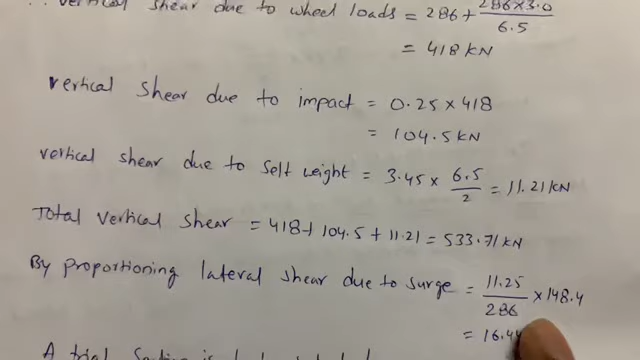 ∴ vertical shear due to wheel loads = 286 + 286×3.0 / 6.5
= 418 KN
vertical shear due to impact = 0.25 × 418
= 104.5 KN
vertical shear due to self weight = 3.45 × 6.5/2 = 11.21 KN
Total vertical shear = 418 + 104.5 + 11.21 = 533.71 KN
By proportioning lateral shear due to surge = 11.25/286 × 148.4
= 16.4
A trial